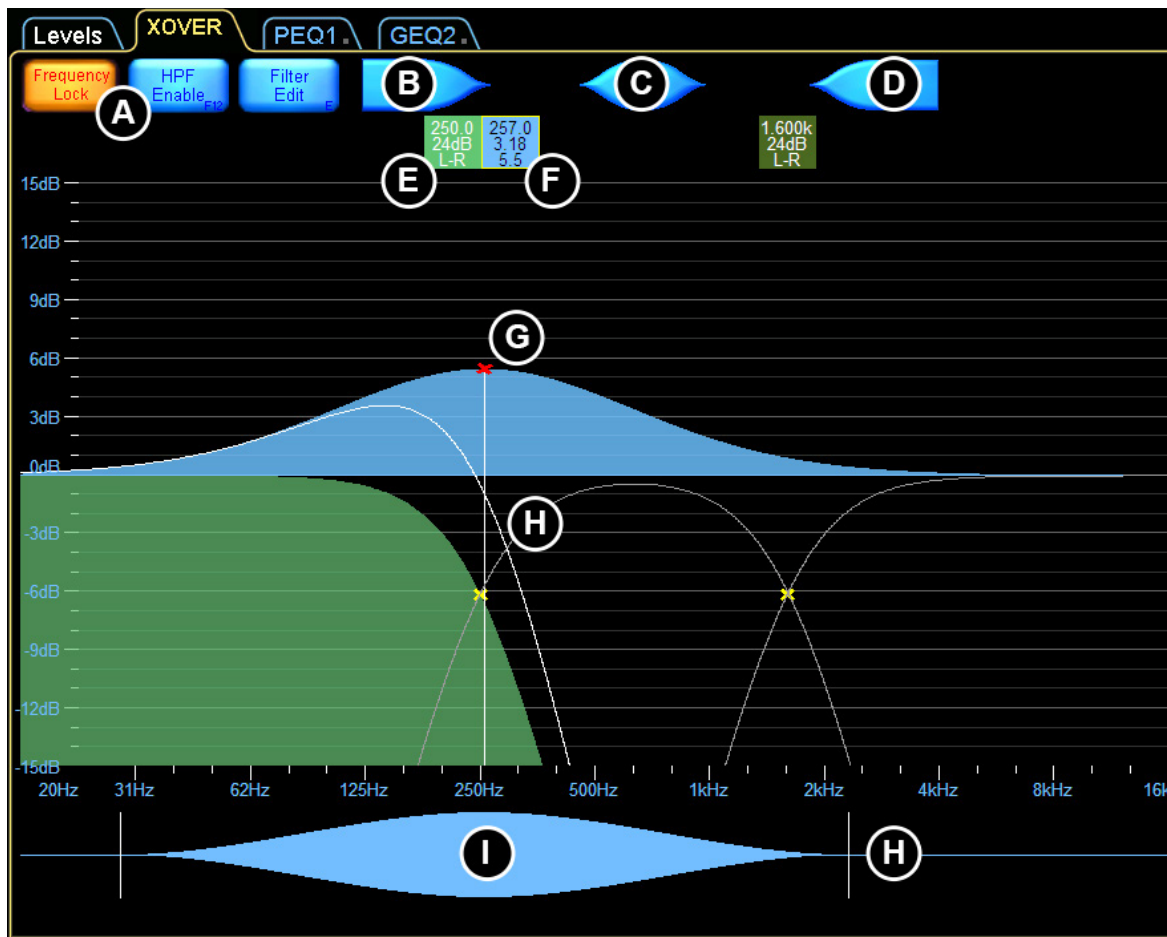 Levels XOVER PEQ1 GEQ2
Frequency Lock HPF Enable F12 Filter Edit E B C D
A
250.0 257.0 1.600k
24dB 3.18 24dB
L-R 5.5 L-R
E F
15dB
12dB
9dB
G
6dB
3dB
0dB
H
-3dB
-6dB
-9dB
-12dB
-15dB
20Hz 31Hz 62Hz 125Hz 250Hz 500Hz 1kHz 2kHz 4kHz 8kHz 16k
I H